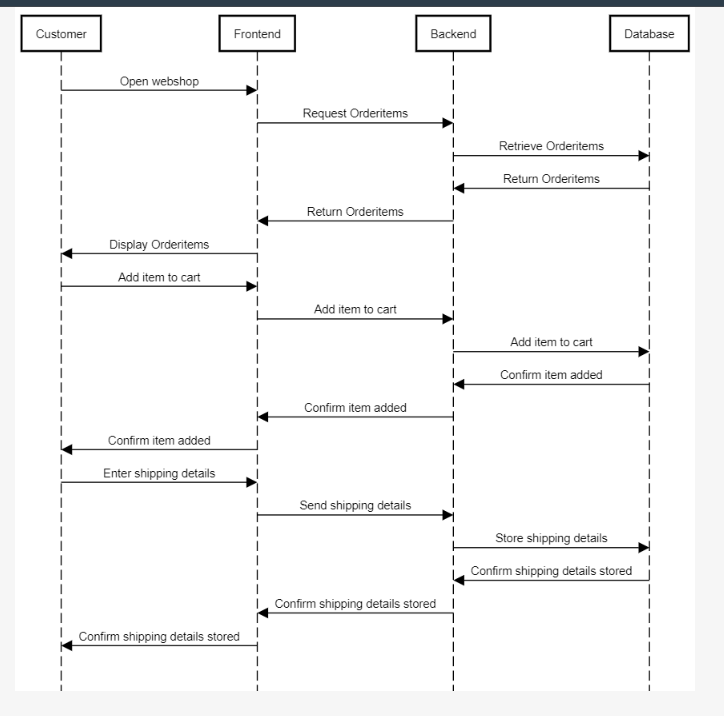 Customer
Frontend
Backend
Database
Open webshop
Request Orderitems
Retrieve Orderitems
Return Orderitems
Return Orderitems
Display Orderitems
Add item to cart
Add item to cart
Add item to cart
Confirm item added
Confirm item added
Confirm item added
Enter shipping details
Send shipping details
Store shipping details
Confirm shipping details stored
Confirm shipping details stored
Confirm shipping details stored